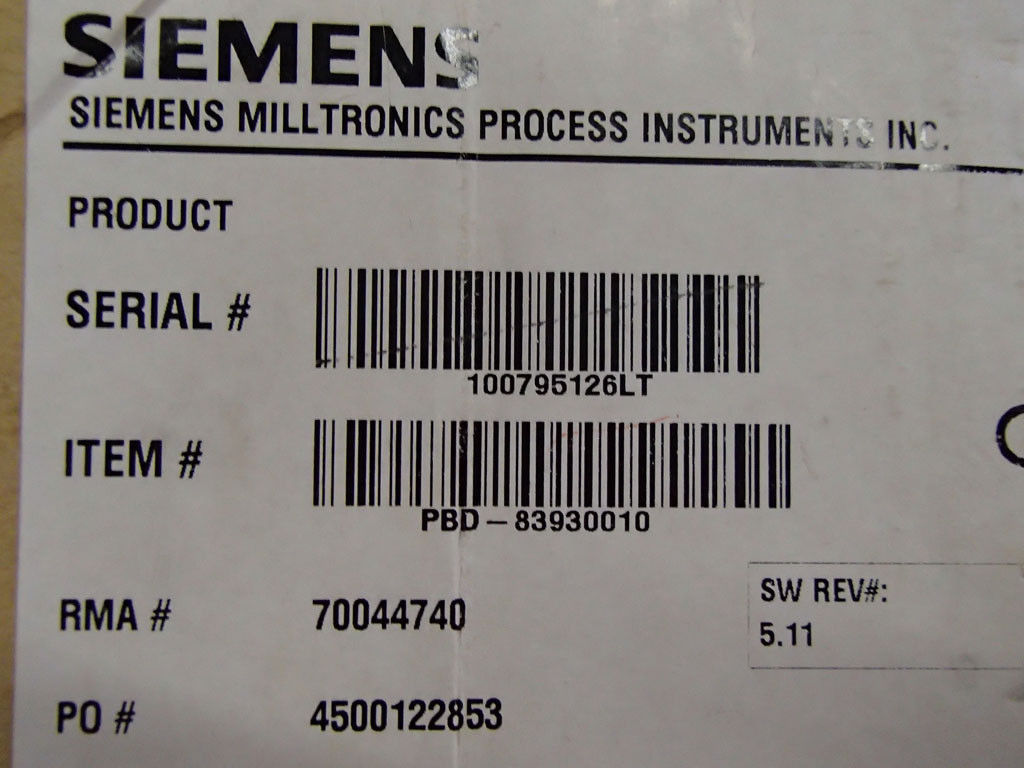 SIEMENS
SIEMENS MILLTRONICS PROCESS INSTRUMENTS INC.
PRODUCT
SERIAL #
100795126LT
ITEM #
PBD-83930010
RMA # 70044740
SW REV#:
5.11
PO # 4500122853